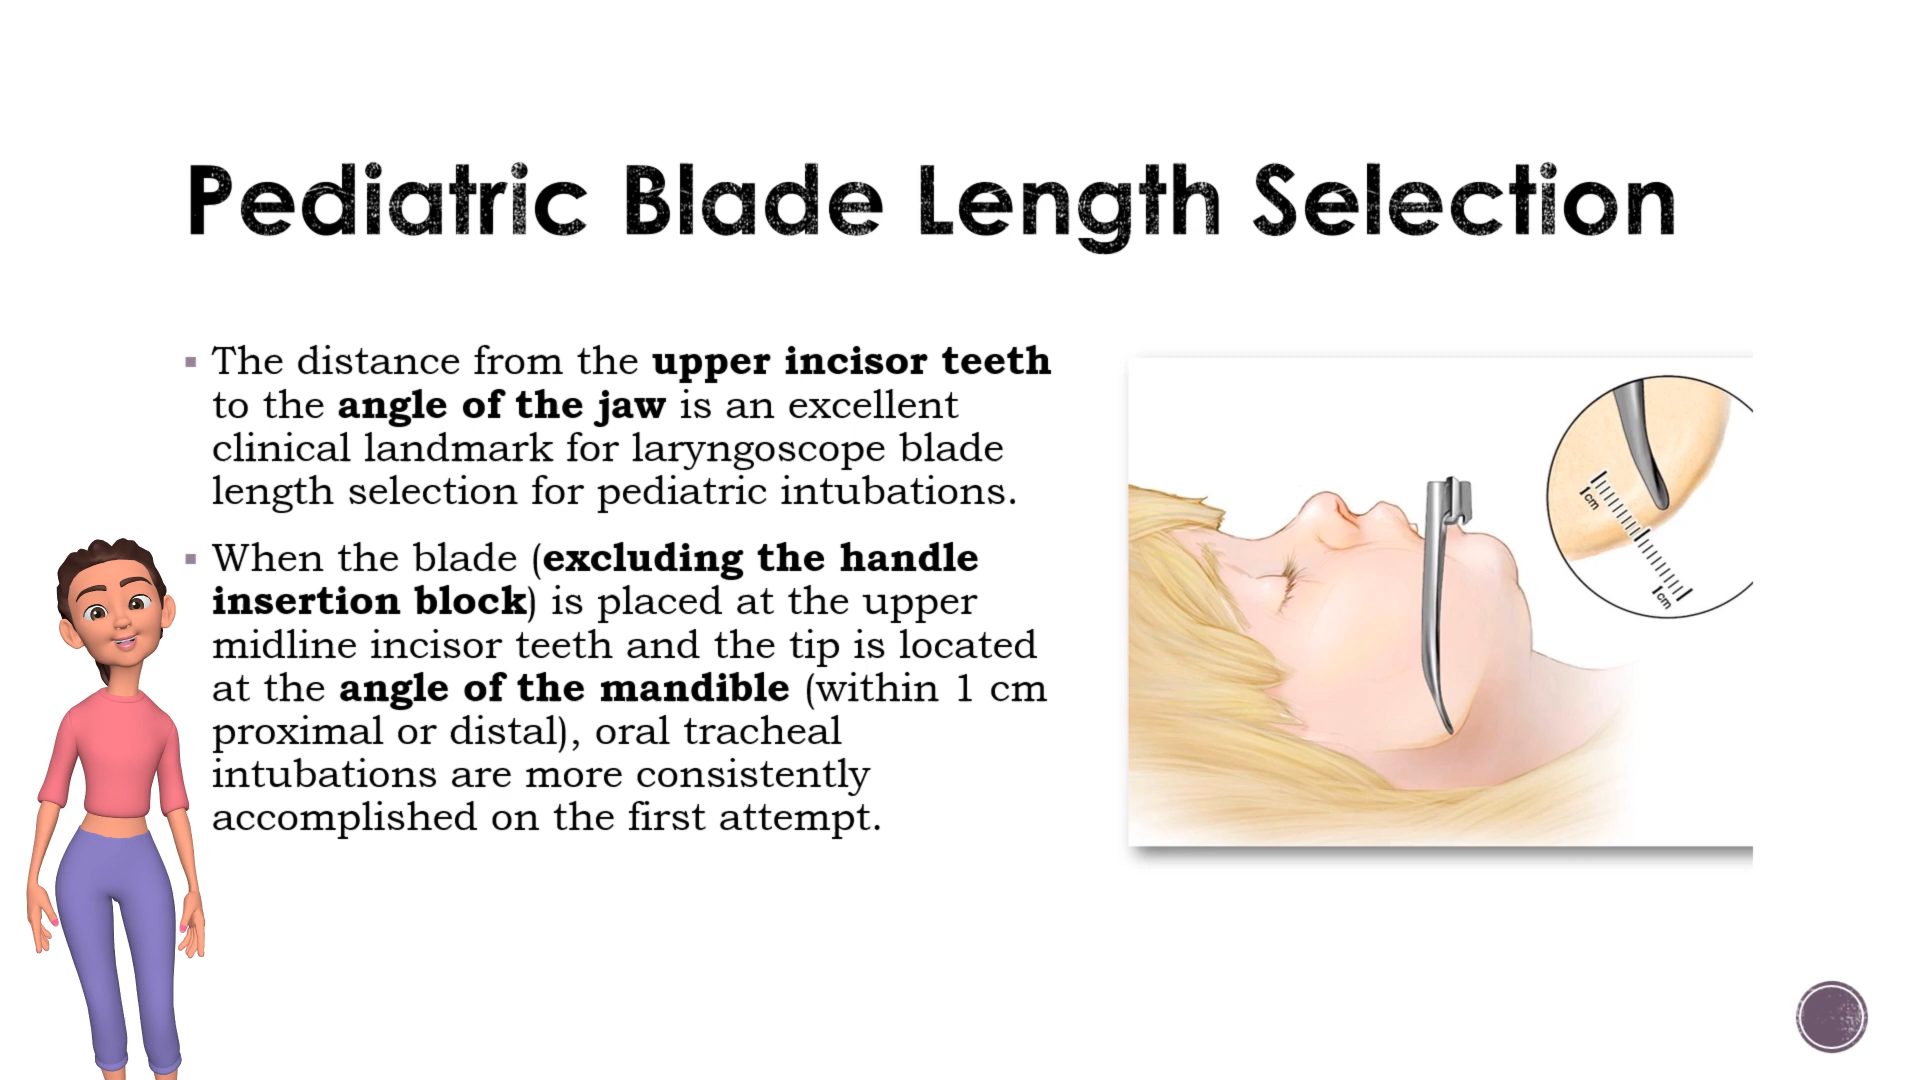 Pediatric Blade Length Selection
▪ The distance from the upper incisor teeth
to the angle of the jaw is an excellent
clinical landmark for laryngoscope blade
length selection for pediatric intubations.
▪ When the blade (excluding the handle
insertion block) is placed at the upper
midline incisor teeth and the tip is located
at the angle of the mandible (within 1 cm
proximal or distal), oral tracheal
intubations are more consistently
accomplished on the first attempt.
1cm
1cm